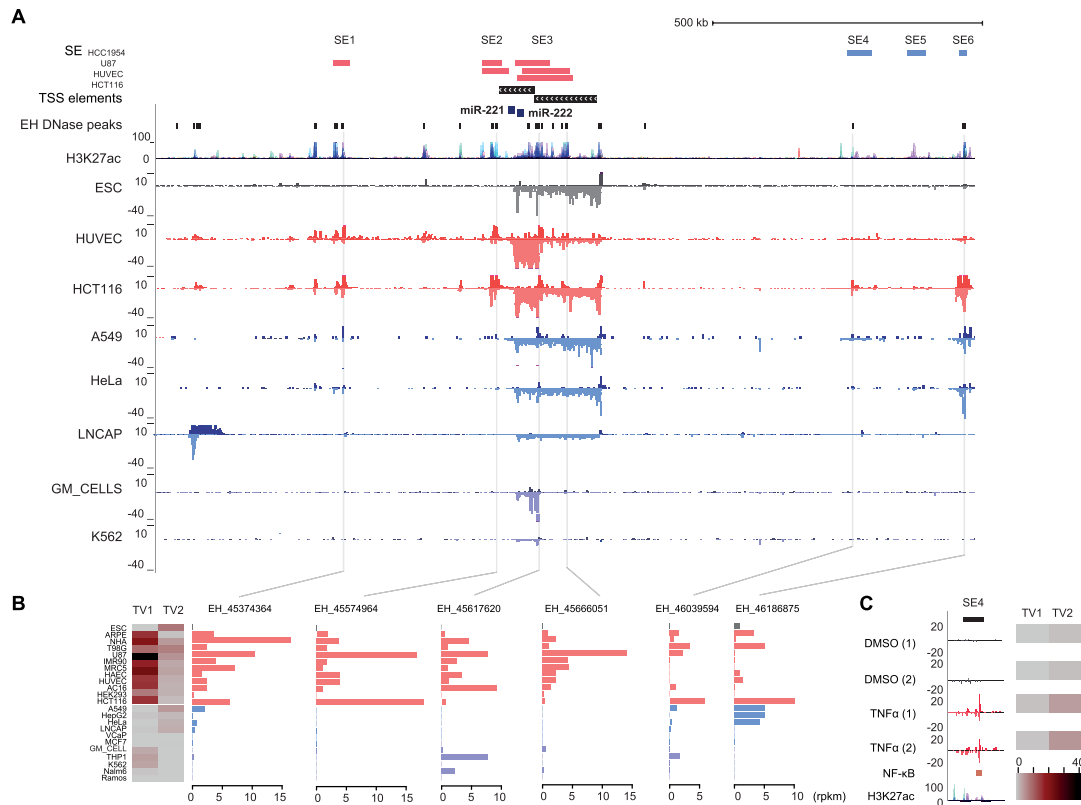 A
500 kb
SE1 SE2 SE3 SE4 SE5 SE6
SE HCC1954
U87
HUVEC
HCT116
TSS elements
miR-221 miR-222
EH DNase peaks
100
H3K27ac 0
10
ESC
-40
10
HUVEC
-40
10
HCT116
-40
10
A549
-40
10
HeLa
-40
10
LNCAP
-40
10
GM_CELLS
-40
10
K562
-40
B
TV1 TV2 EH_45374364 EH_45574964 EH_45617620 EH_45666051 EH_46039594 EH_46186875
ESC
ARPE
NHA
T98G
U87
IMR90
MRC5
HAEC
HUVEC
AC16
HEK293
HCT116
A549
HepG2
HeLa
LNCAP
VCaP
MCF7
GM_CELL
THP1
K562
Nalm6
Ramos
0 5 10 15 0 5 10 15 0 5 10 15 0 5 10 15 0 5 (rpkm) 0 5 10
C
SE4 TV1 TV2
20
DMSO (1)
-20
20
DMSO (2)
-20
20
TNFα (1)
-20
20
TNFα (2)
-20
NF-κB
100
H3K27ac
0 20 40